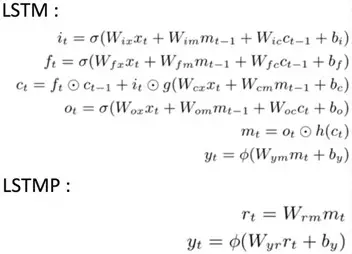 LSTM :
i_t = σ(W_{ix}x_t + W_{im}m_{t−1} + W_{ic}c_{t−1} + b_i)
f_t = σ(W_{fx}x_t + W_{fm}m_{t−1} + W_{fc}c_{t−1} + b_f)
c_t = f_t ⊙ c_{t−1} + i_t ⊙ g(W_{cx}x_t + W_{cm}m_{t−1} + b_c)
o_t = σ(W_{ox}x_t + W_{om}m_{t−1} + W_{oc}c_t + b_o)
m_t = o_t ⊙ h(c_t)
y_t = ϕ(W_{ym}m_t + b_y)
LSTMP :
r_t = W_{rm}m_t
y_t = ϕ(W_{yr}r_t + b_y)